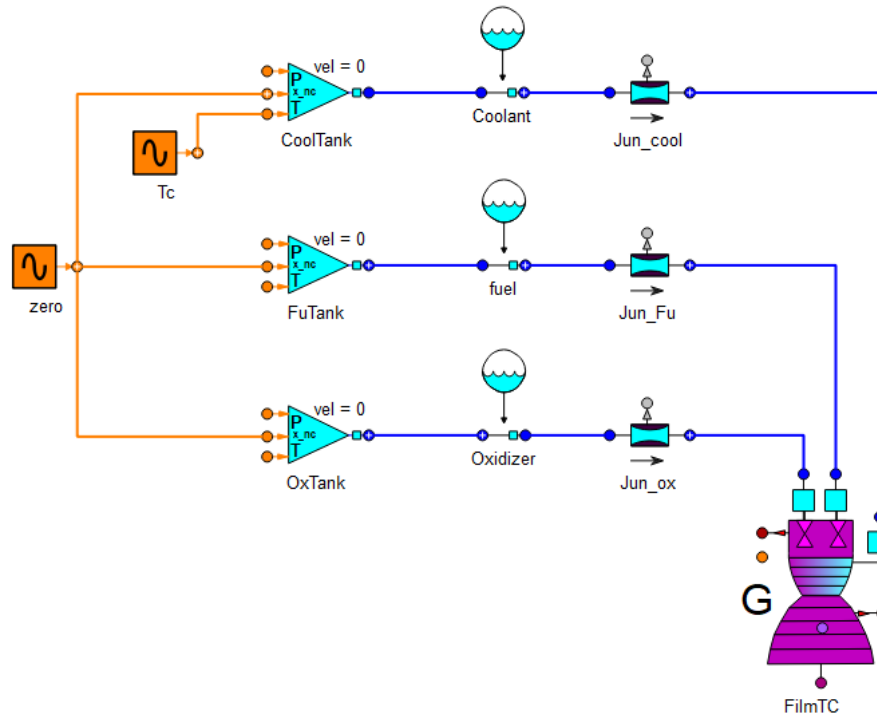 vel = 0
P
x_nc
T
CoolTank
Coolant
Jun_cool
Tc
vel = 0
P
x_nc
T
zero
FuTank
fuel
Jun_Fu
vel = 0
P
x_nc
T
OxTank
Oxidizer
Jun_ox
G
FilmTC